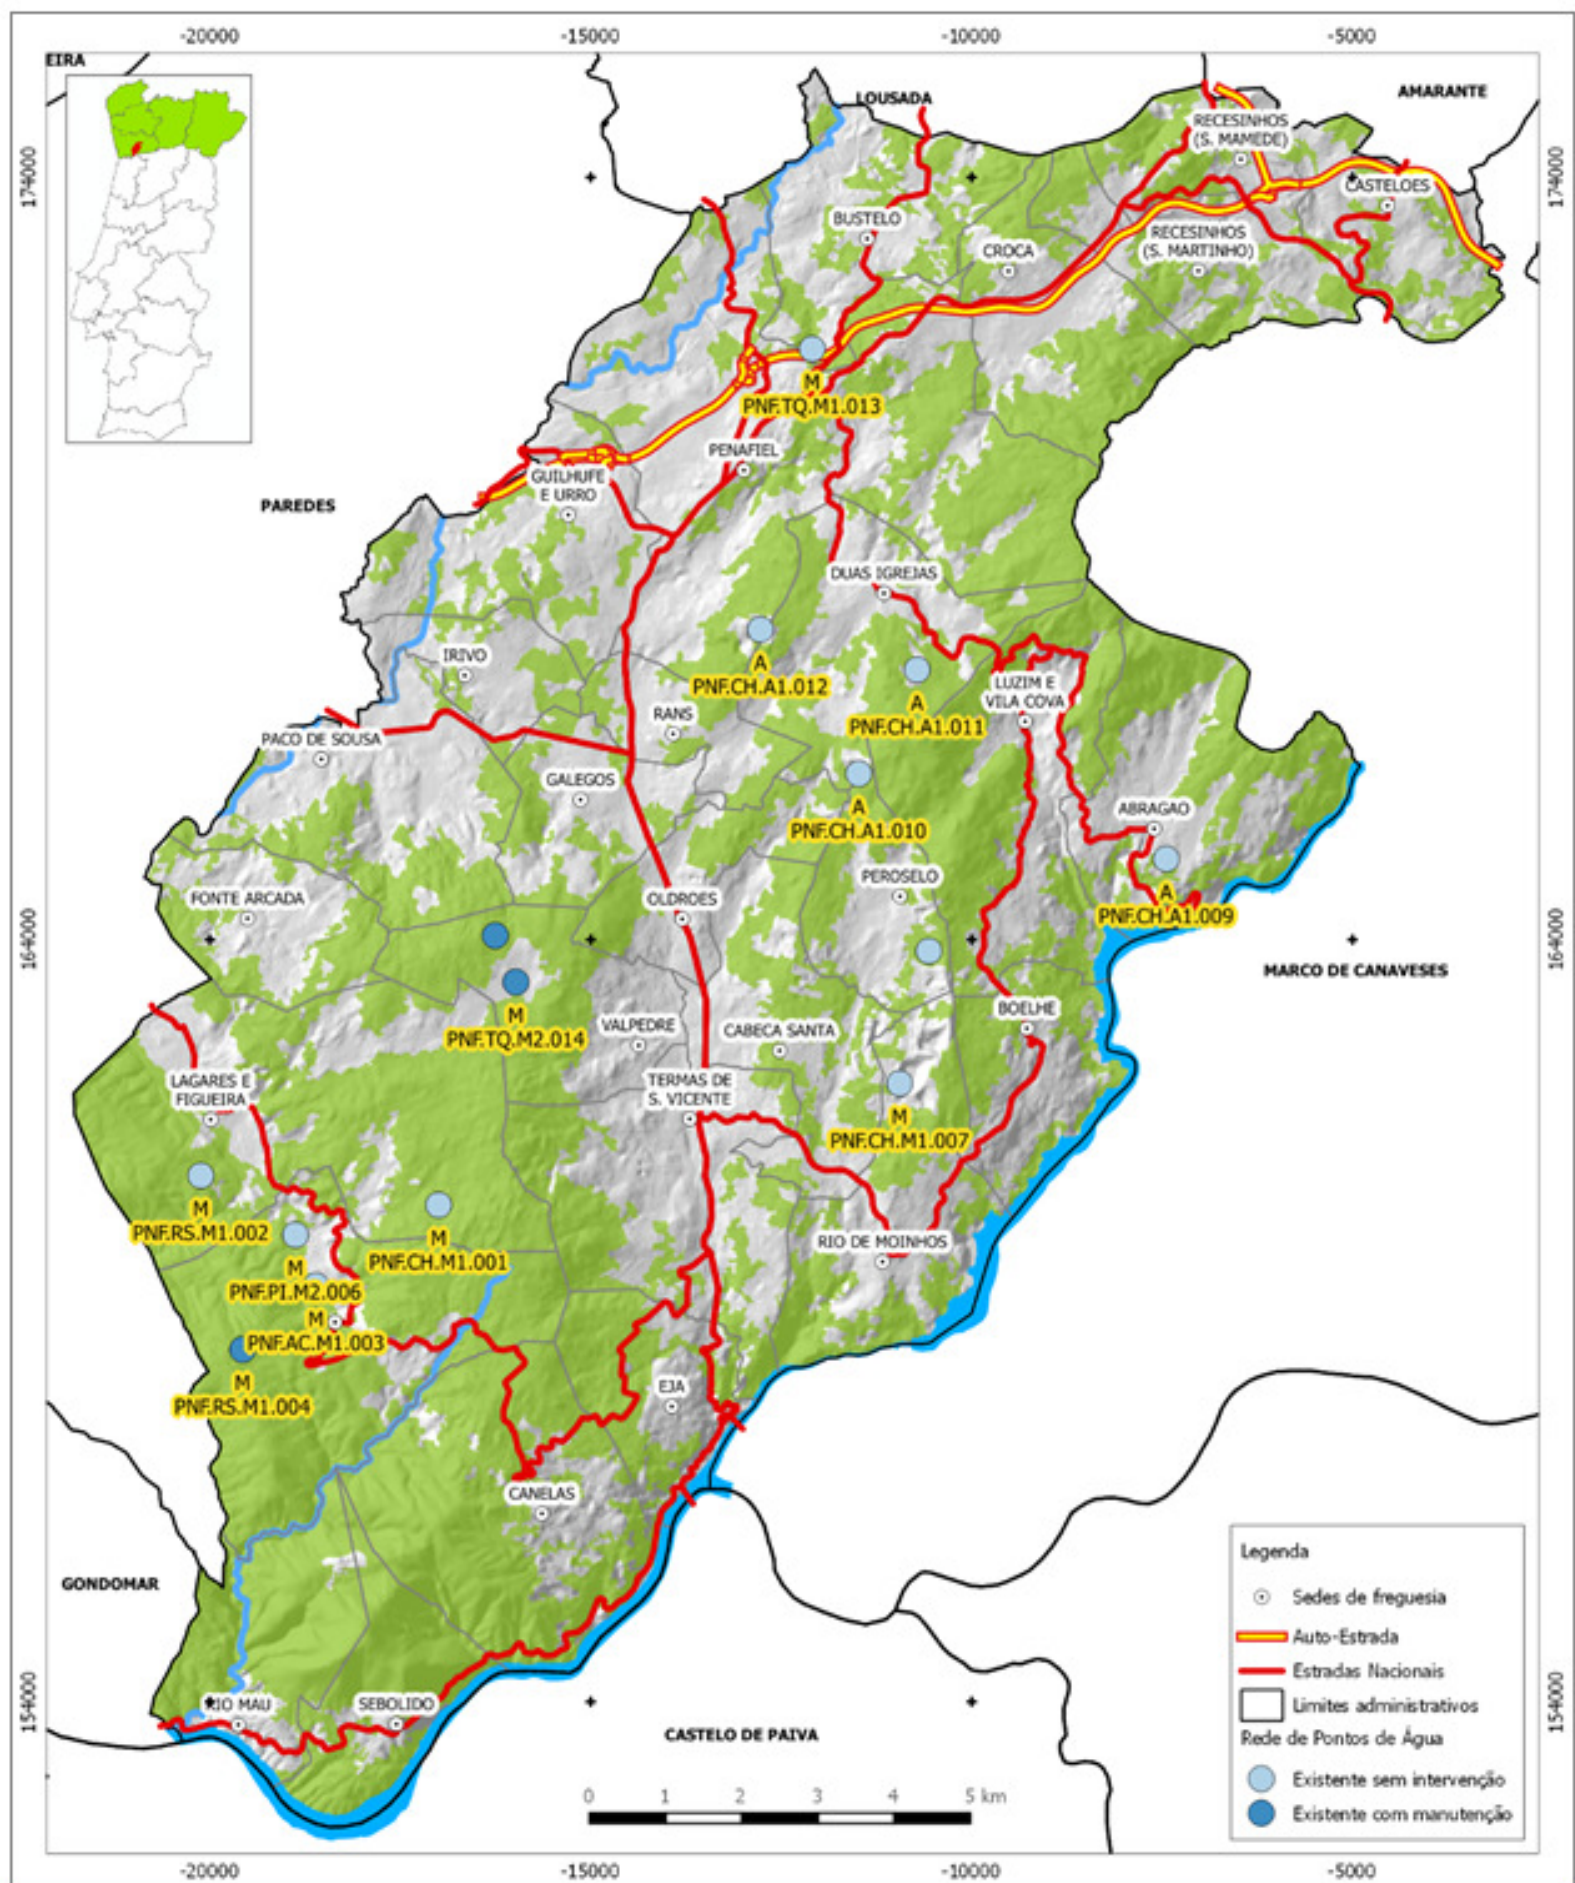 -20000
-15000
-10000
-5000
EIRA
LOUSADA
AMARANTE
RECESINHOS
(S. MAMEDE)
174000
174000
CASTELOES
BUSTELO
RECESINHOS
(S. MARTINHO)
CROCA
M
PNF.TQ.M1.013
PENAFIEL
GUILHUFE
E URRO
PAREDES
DUAS IGREJAS
IRIVO
A
PNF.CH.A1.012
LUZIM E
VILA COVA
A
PNF.CH.A1.011
RANS
PACO DE SOUSA
GALEGOS
A
PNF.CH.A1.010
ABRAGAO
PEROSELO
FONTE ARCADA
OLDROES
A
PNF.CH.A1.009
164000
164000
MARCO DE CANAVESES
BOELHE
M
PNF.TQ.M2.014
VALPEDRE
CABECA SANTA
LAGARES E
FIGUEIRA
TERMAS DE
S. VICENTE
M
PNF.CH.M1.007
M
PNF.RS.M1.002
M
PNF.CH.M1.001
RIO DE MOINHOS
M
PNF.PI.M2.006
M
PNF.AC.M1.003
M
PNF.RS.M1.004
EJA
CANELAS
GONDOMAR
RIO MAU
SEBOLIDO
154000
154000
CASTELO DE PAIVA
Legenda
Sedes de freguesia
Auto-Estrada
Estradas Nacionais
Limites administrativos
Rede de Pontos de Água
Existente sem intervenção
Existente com manutenção
0 1 2 3 4 5 km
-20000
-15000
-10000
-5000